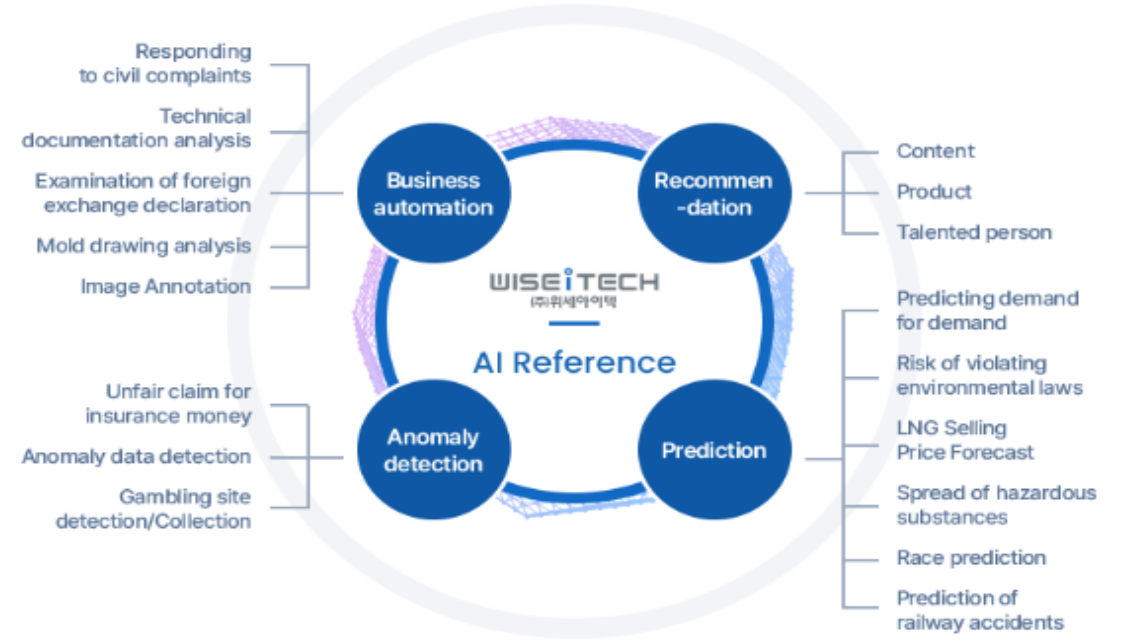 Responding
to civil complaints
Technical
documentation analysis
Examination of foreign
exchange declaration
Mold drawing analysis
Image Annotation
Business
automation
Recommen
-dation
Content
Product
Talented person
WISEiTECH
(주)위세아이텍
AI Reference
Unfair claim for
insurance money
Anomaly data detection
Gambling site
detection/Collection
Anomaly
detection
Prediction
Predicting demand
for demand
Risk of violating
environmental laws
LNG Selling
Price Forecast
Spread of hazardous
substances
Race prediction
Prediction of
railway accidents